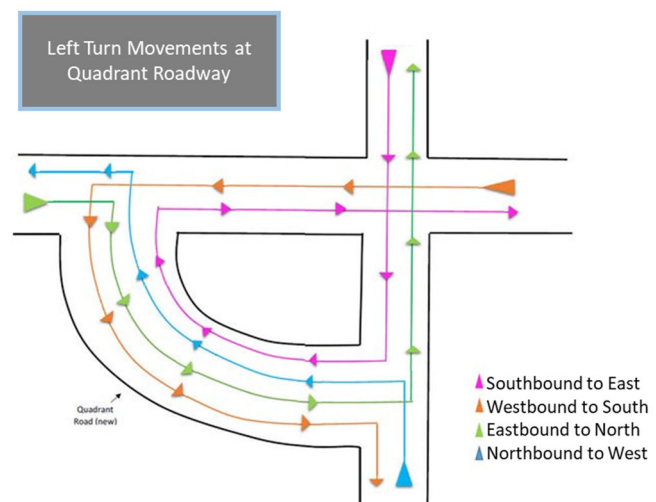 Left Turn Movements at
Quadrant Roadway
Quadrant
Road (new)
Southbound to East
Westbound to South
Eastbound to North
Northbound to West